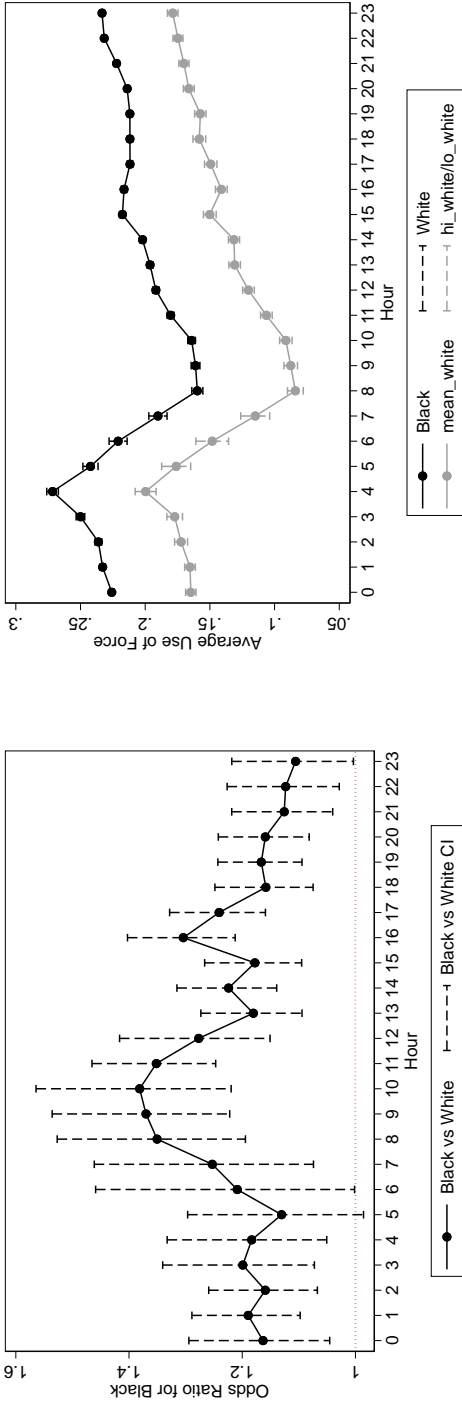 Odds Ratio for Black
1.6
1.4
1.2
1
0 1 2 3 4 5 6 7 8 9 10 11 12 13 14 15 16 17 18 19 20 21 22 23
Hour
Black vs White Black vs White CI
Average Use of Force
.3
.25
.2
.15
.1
.05
0 1 2 3 4 5 6 7 8 9 10 11 12 13 14 15 16 17 18 19 20 21 22 23
Hour
Black White
mean_white hi_white/lo_white